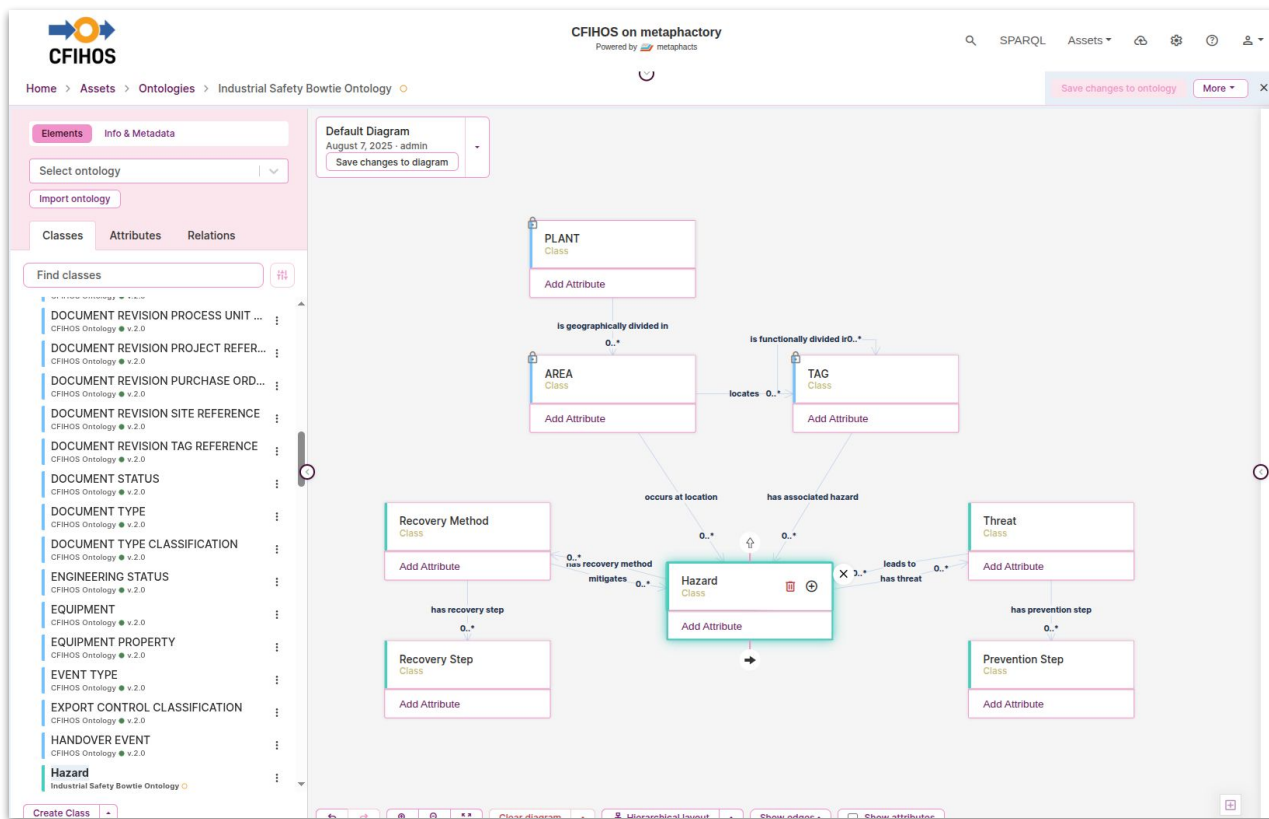 CFIHOS
CFIHOS on metaphactory
Powered by metaphacts
SPARQL
Assets
Home > Assets > Ontologies > Industrial Safety Bowtie Ontology
Save changes to ontology
More
Elements
Info & Metadata
Select ontology
Import ontology
Classes
Attributes
Relations
Find classes
CFIHOS Ontology v.2.0
DOCUMENT REVISION PROCESS UNIT ...
CFIHOS Ontology v.2.0
DOCUMENT REVISION PROJECT REFER...
CFIHOS Ontology v.2.0
DOCUMENT REVISION PURCHASE ORD...
CFIHOS Ontology v.2.0
DOCUMENT REVISION SITE REFERENCE
CFIHOS Ontology v.2.0
DOCUMENT REVISION TAG REFERENCE
CFIHOS Ontology v.2.0
DOCUMENT STATUS
CFIHOS Ontology v.2.0
DOCUMENT TYPE
CFIHOS Ontology v.2.0
DOCUMENT TYPE CLASSIFICATION
CFIHOS Ontology v.2.0
ENGINEERING STATUS
CFIHOS Ontology v.2.0
EQUIPMENT
CFIHOS Ontology v.2.0
EQUIPMENT PROPERTY
CFIHOS Ontology v.2.0
EVENT TYPE
CFIHOS Ontology v.2.0
EXPORT CONTROL CLASSIFICATION
CFIHOS Ontology v.2.0
HANDOVER EVENT
CFIHOS Ontology v.2.0
Hazard
Industrial Safety Bowtie Ontology
Create Class
Default Diagram
August 7, 2025 · admin
Save changes to diagram
PLANT
Class
Add Attribute
is geographically divided in
0..*
is functionally divided in0..*
AREA
Class
Add Attribute
locates 0..*
TAG
Class
Add Attribute
occurs at location
0..*
has associated hazard
0..*
Recovery Method
Class
Add Attribute
0..*
has recovery method
mitigates 0..*
Hazard
Class
Add Attribute
0..*
leads to
has threat
0..*
Threat
Class
Add Attribute
has recovery step
0..*
has prevention step
0..*
Recovery Step
Class
Add Attribute
Prevention Step
Class
Add Attribute
Clear diagram
Hierarchical layout
Show edges
Show attributes